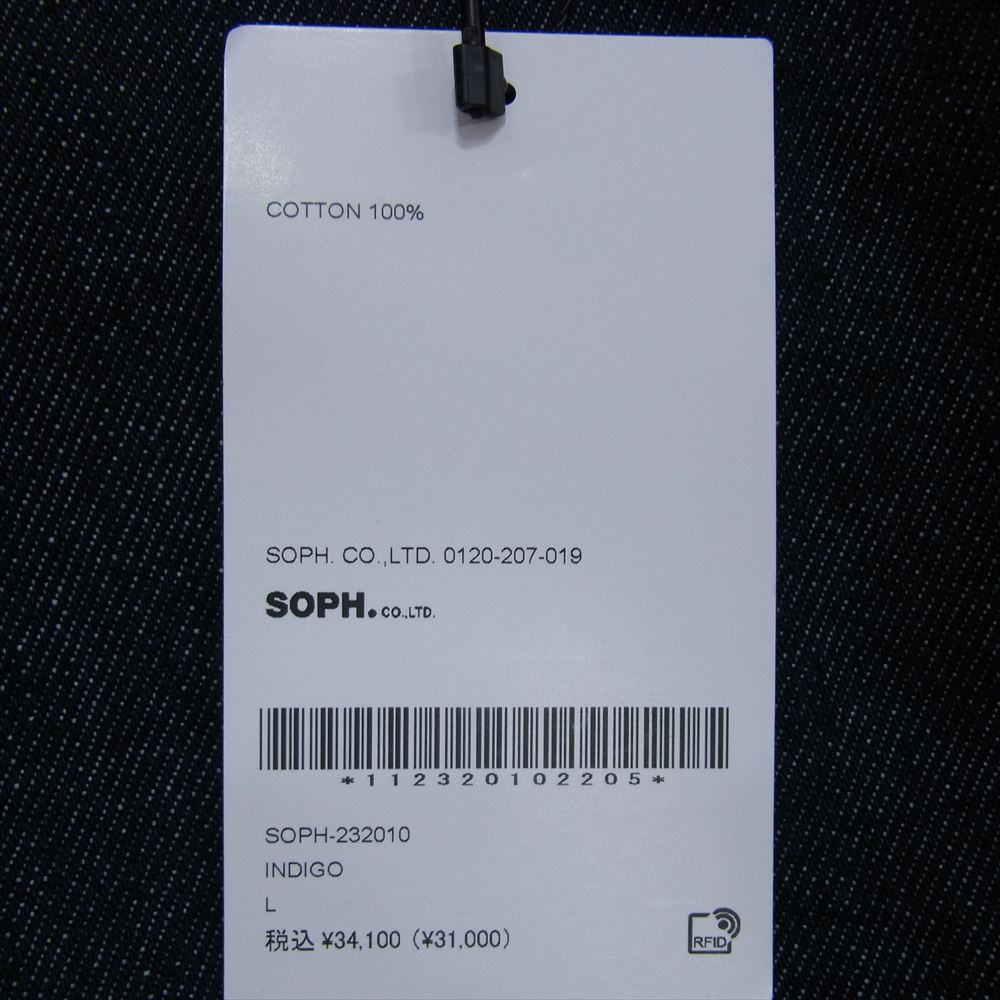 COTTON 100%
SOPH. CO.,LTD. 0120-207-019
SOPH. CO.,LTD.
*112320102205*
SOPH-232010
INDIGO
L
税込 ¥34,100 (¥31,000)
RFID